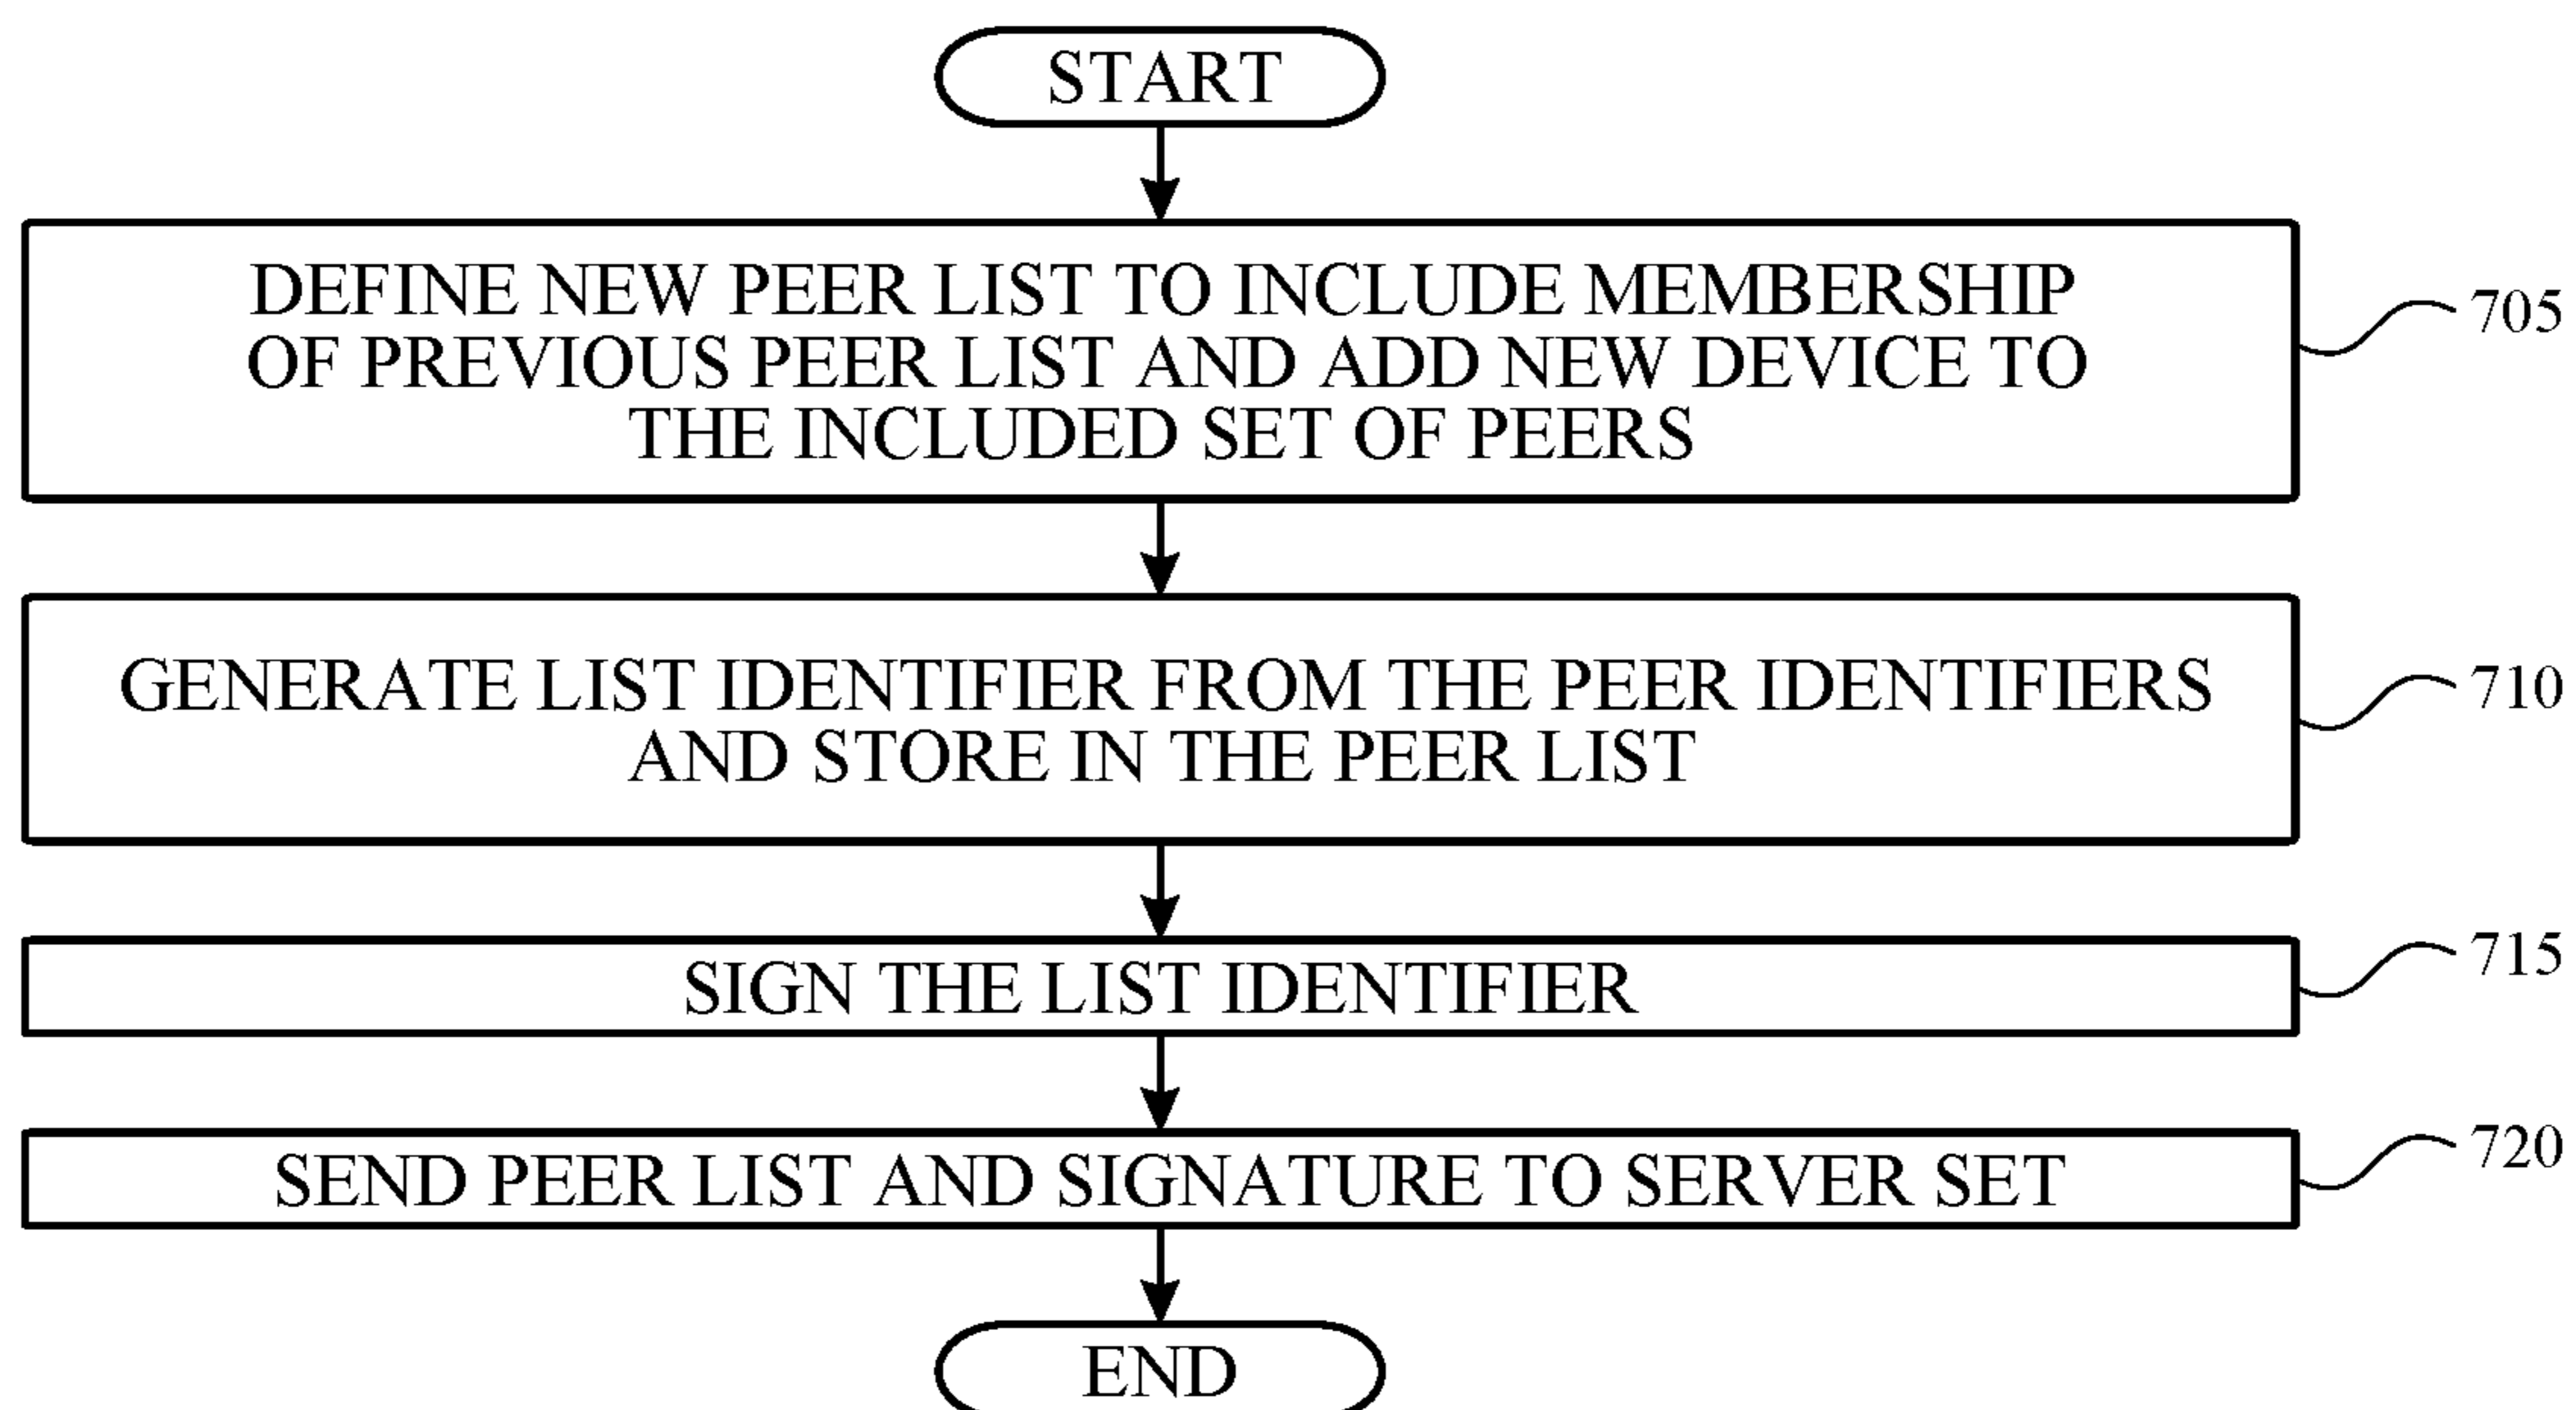 START
DEFINE NEW PEER LIST TO INCLUDE MEMBERSHIP
OF PREVIOUS PEER LIST AND ADD NEW DEVICE TO
THE INCLUDED SET OF PEERS
705
GENERATE LIST IDENTIFIER FROM THE PEER IDENTIFIERS
AND STORE IN THE PEER LIST
710
SIGN THE LIST IDENTIFIER
715
SEND PEER LIST AND SIGNATURE TO SERVER SET
720
END